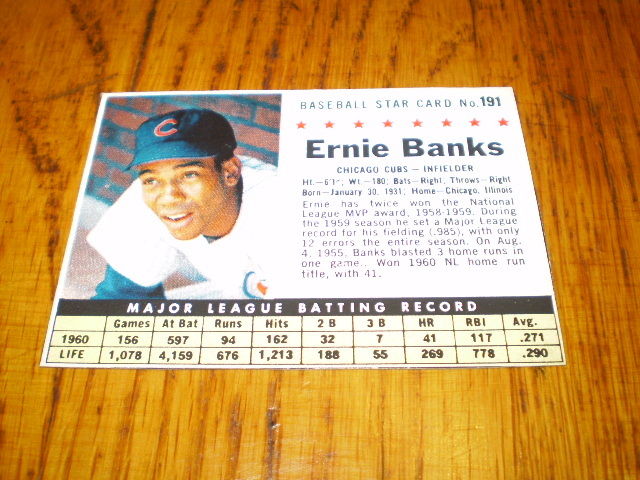 C
BASEBALL STAR CARD No. 191
Ernie Banks
CHICAGO CUBS — INFIELDER
Ht.—6'1"; Wt.—180; Bats—Right, Throws—Right
Born—January 30, 1931; Home—Chicago, Illinois
Ernie has twice won the National
League MVP award, 1958-1959. During
the 1959 season he set a Major League
record for his fielding (.985), with only
12 errors the entire season. On Aug.
4, 1955, Banks blasted 3 home runs in
one game. Won 1960 NL home run
title, with 41.
MAJOR LEAGUE BATTING RECORD
Games At Bat Runs Hits 2 B 3 B HR RBI Avg.
1960 156 597 94 162 32 7 41 117 .271
LIFE 1,078 4,159 676 1,213 188 55 269 778 .290